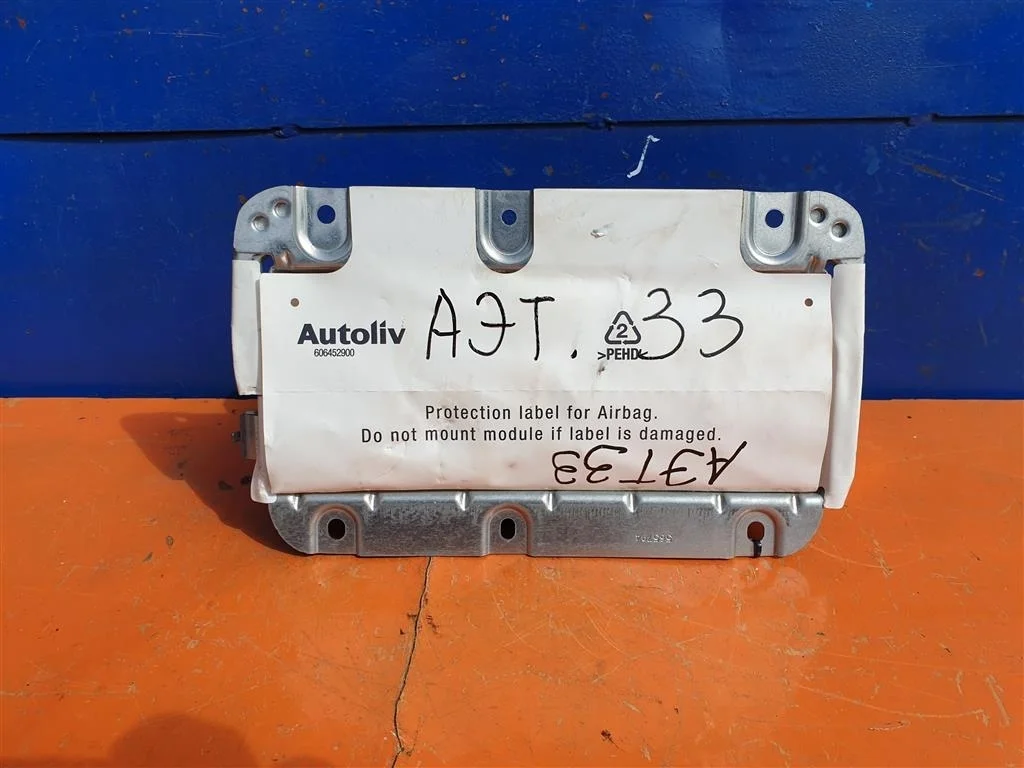 Autoliv АЭТ. 33
606452900
2
>PEHD<
Protection label for Airbag.
Do not mount module if label is damaged.
АЭТ33